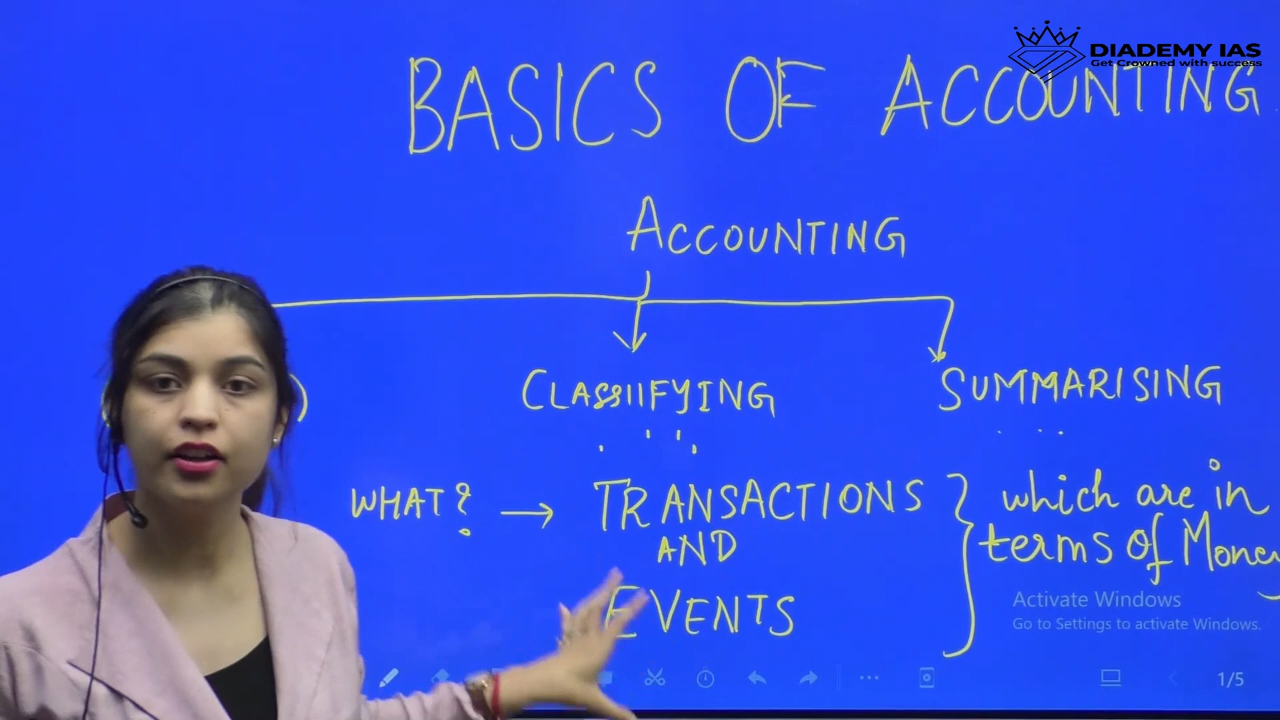 DIADEMY IAS
Get Crowned with success
BASICS OF ACCOUNTING
ACCOUNTING
CLASSIIFYING
SUMMARISING
WHAT? → TRANSACTIONS
AND
EVENTS
which are in
terms of Money
Activate Windows
Go to Settings to activate Windows.
1/5